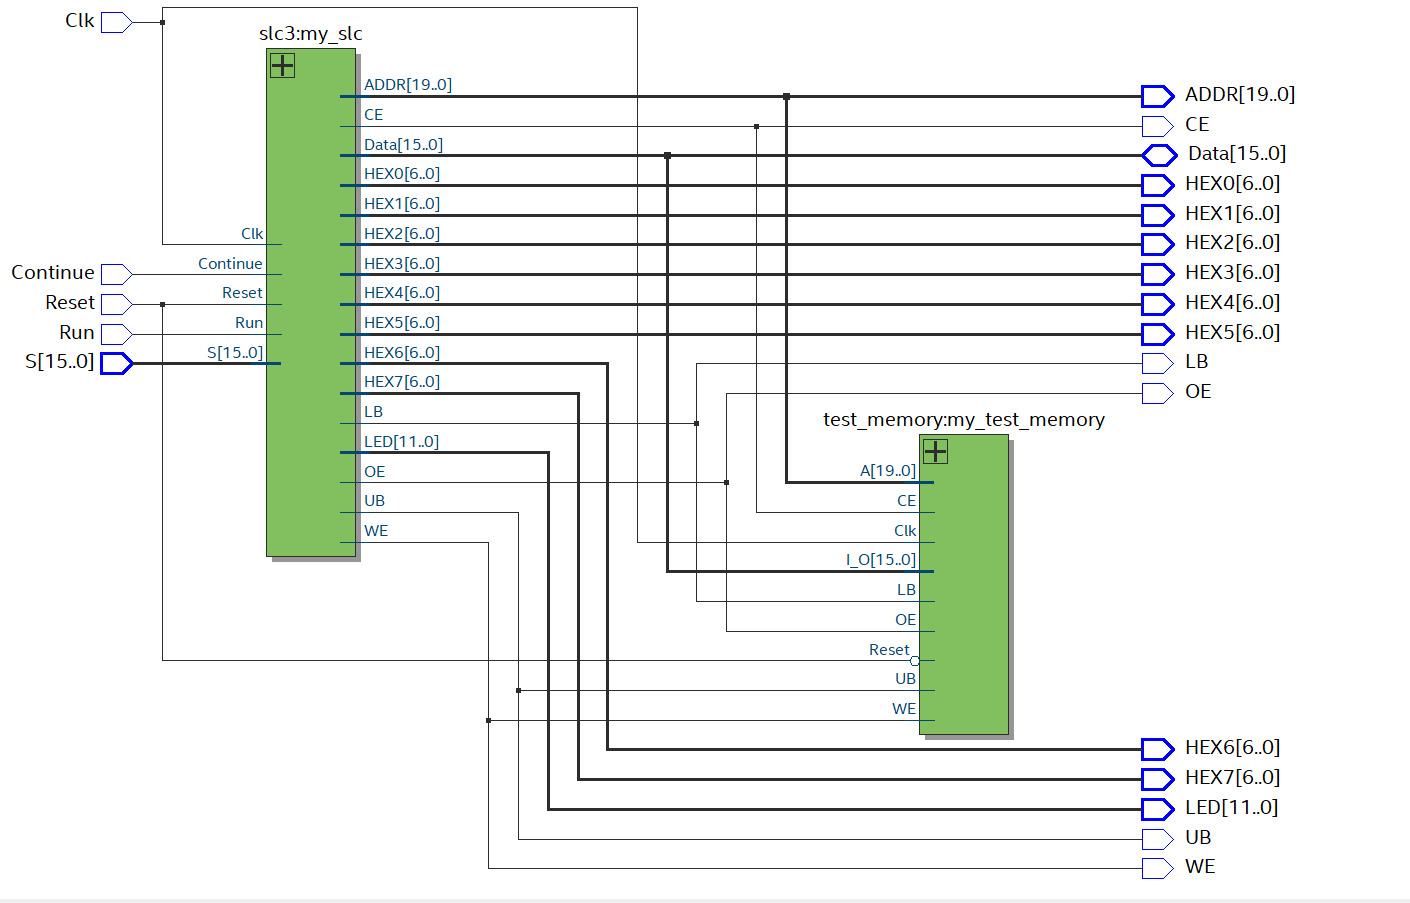 Clk
slc3:my_slc
ADDR[19..0]
CE
Data[15..0]
HEX0[6..0]
HEX1[6..0]
HEX2[6..0]
HEX3[6..0]
HEX4[6..0]
HEX5[6..0]
HEX6[6..0]
HEX7[6..0]
LB
LED[11..0]
OE
UB
WE
Clk
Continue
Reset
Run
S[15..0]
Continue
Reset
Run
S[15..0]
ADDR[19..0]
CE
Data[15..0]
HEX0[6..0]
HEX1[6..0]
HEX2[6..0]
HEX3[6..0]
HEX4[6..0]
HEX5[6..0]
LB
OE
test_memory:my_test_memory
A[19..0]
CE
Clk
I_O[15..0]
LB
OE
Reset
UB
WE
HEX6[6..0]
HEX7[6..0]
LED[11..0]
UB
WE